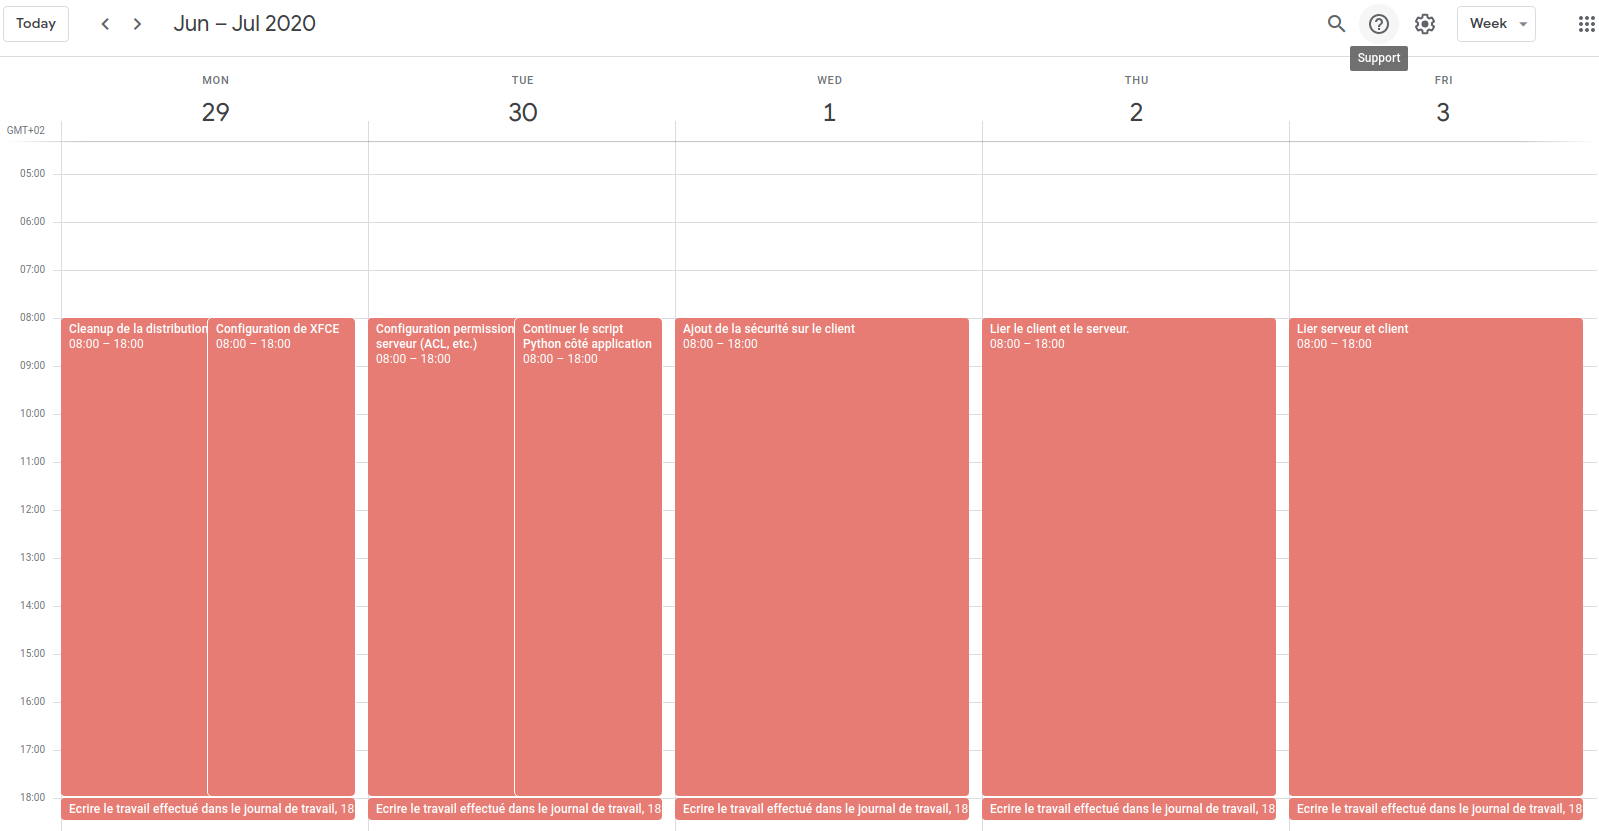 Today
Jun – Jul 2020
Week
Support
MON
TUE
WED
THU
FRI
29
30
1
2
3
GMT+02
05:00
06:00
07:00
08:00
09:00
10:00
11:00
12:00
13:00
14:00
15:00
16:00
17:00
18:00
Cleanup de la distribution
08:00 – 18:00
Configuration de XFCE
08:00 – 18:00
Configuration permission
serveur (ACL, etc.)
08:00 – 18:00
Continuer le script
Python côté application
08:00 – 18:00
Ajout de la sécurité sur le client
08:00 – 18:00
Lier le client et le serveur.
08:00 – 18:00
Lier serveur et client
08:00 – 18:00
Ecrire le travail effectué dans le journal de travail, 18
Ecrire le travail effectué dans le journal de travail, 18
Ecrire le travail effectué dans le journal de travail, 18
Ecrire le travail effectué dans le journal de travail, 18
Ecrire le travail effectué dans le journal de travail, 18